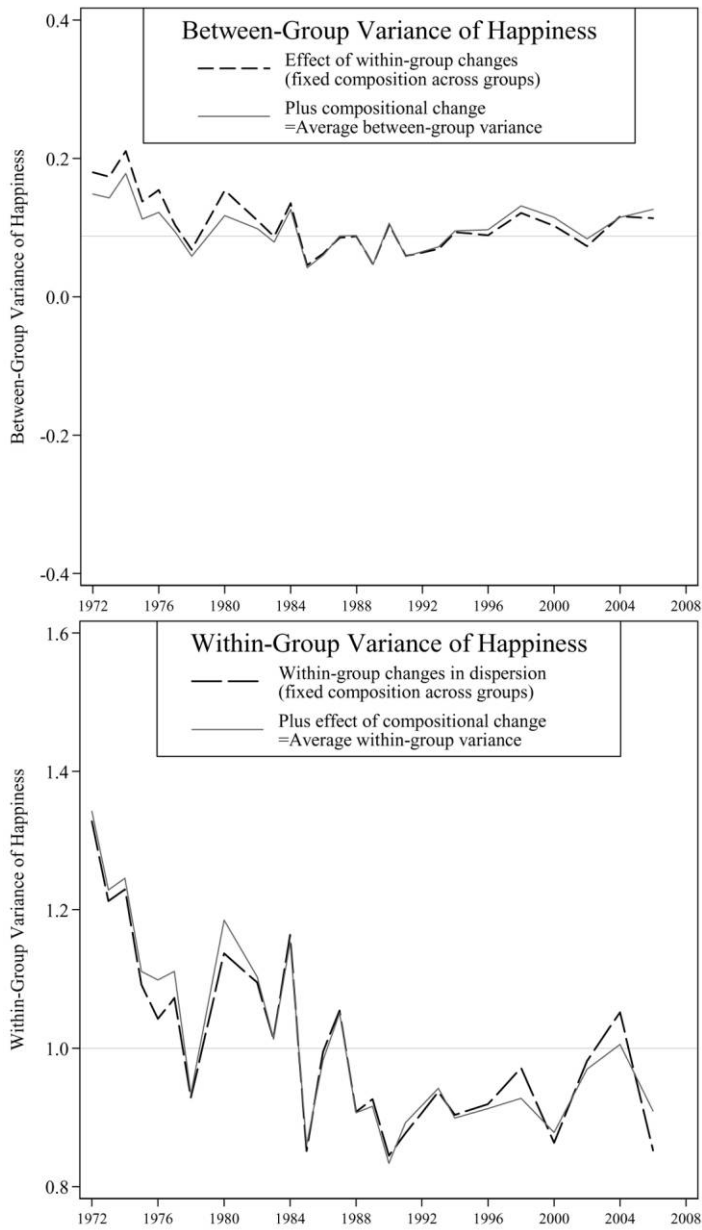 Between-Group Variance of Happiness
Effect of within-group changes
(fixed composition across groups)
Plus compositional change
=Average between-group variance
Between-Group Variance of Happiness
0.4
0.2
0.0
-0.2
-0.4
1972 1976 1980 1984 1988 1992 1996 2000 2004 2008
Within-Group Variance of Happiness
Within-group changes in dispersion
(fixed composition across groups)
Plus effect of compositional change
=Average within-group variance
Within-Group Variance of Happiness
1.6
1.4
1.2
1.0
0.8
1972 1976 1980 1984 1988 1992 1996 2000 2004 2008